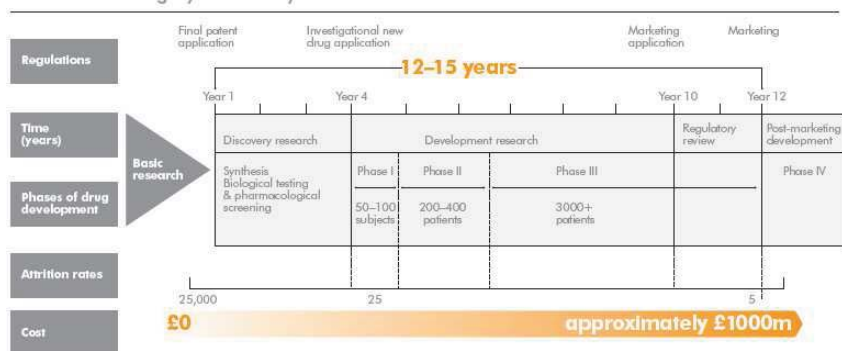 Regulations
Final patent
application
Investigational new
drug application
Marketing
application
Marketing
12–15 years
Time
(years)
Year 1
Year 4
Year 10
Year 12
Basic
research
Discovery research
Development research
Regulatory
review
Post-marketing
development
Phases of drug
development
Synthesis
Biological testing
& pharmacological
screening
Phase I
Phase II
Phase III
Phase IV
50–100
subjects
200–400
patients
3000+
patients
Attrition rates
25,000
25
5
Cost
£0
approximately £1000m